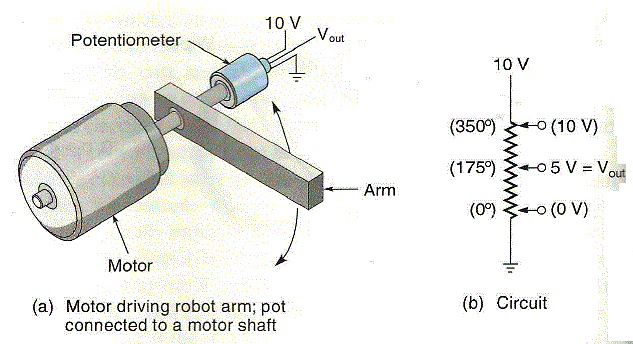 10 V
Potentiometer
Vout
Arm
Motor
(a) Motor driving robot arm; pot
connected to a motor shaft
10 V
(350º) (10 V)
(175º) 5 V = Vout
(0º) (0 V)
(b) Circuit